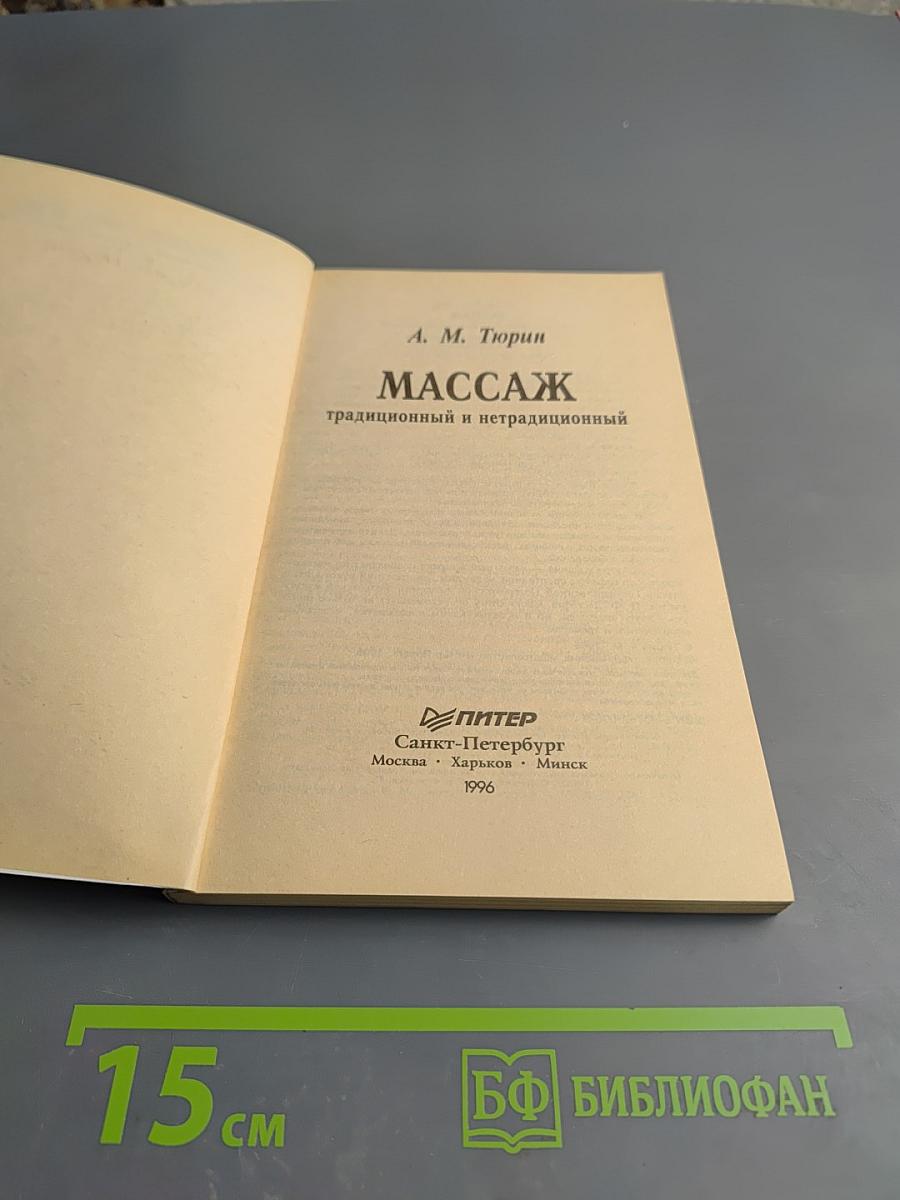 А. М. Тюрин
МАССАЖ
традиционный и нетрадиционный
ПИТЕР
Санкт-Петербург
Москва · Харьков · Минск
1996
15 см
БФ БИБЛИОФАН